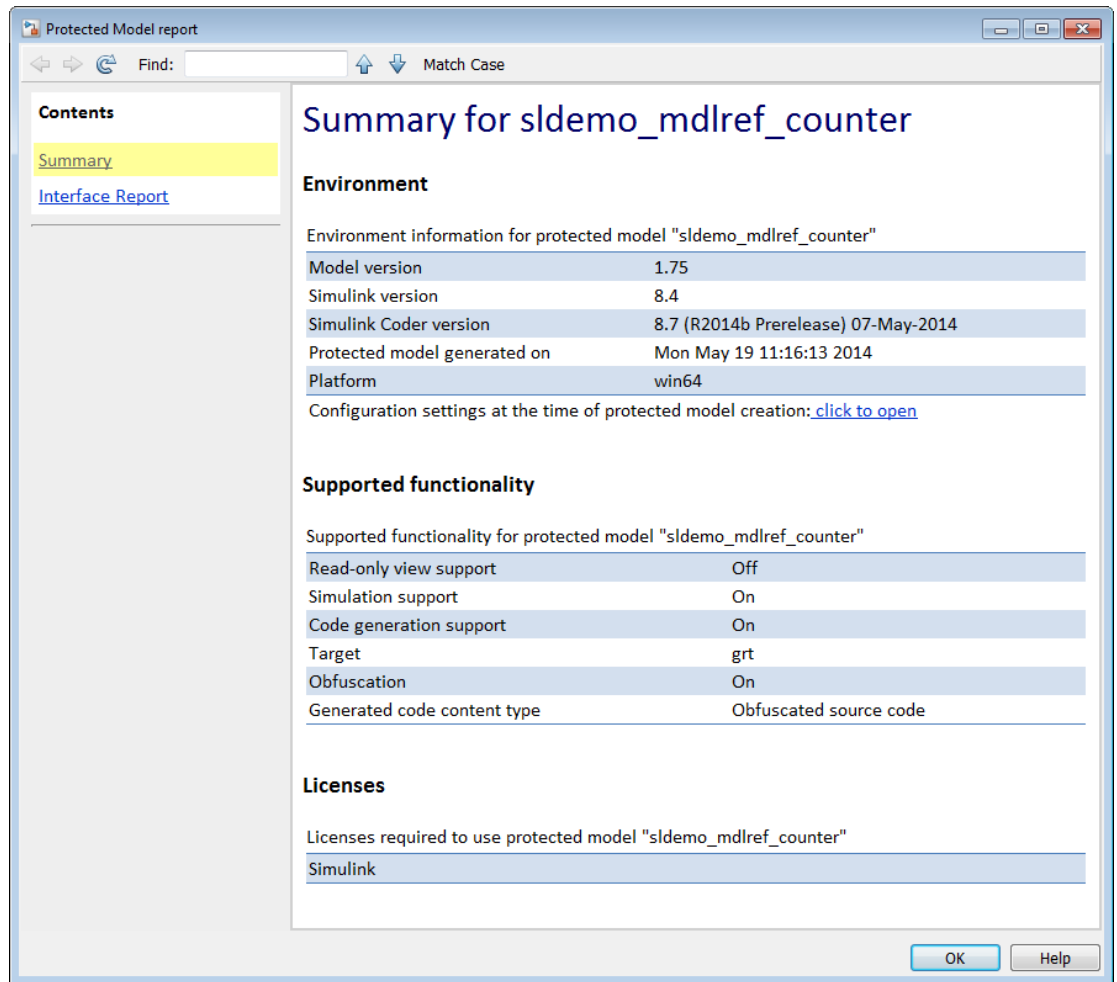 Protected Model report
Find:
Match Case
Contents
Summary
Interface Report
Summary for sldemo_mdlref_counter
Environment
Environment information for protected model "sldemo_mdlref_counter"
Model version 1.75
Simulink version 8.4
Simulink Coder version 8.7 (R2014b Prerelease) 07-May-2014
Protected model generated on Mon May 19 11:16:13 2014
Platform win64
Configuration settings at the time of protected model creation: click to open
Supported functionality
Supported functionality for protected model "sldemo_mdlref_counter"
Read-only view support Off
Simulation support On
Code generation support On
Target grt
Obfuscation On
Generated code content type Obfuscated source code
Licenses
Licenses required to use protected model "sldemo_mdlref_counter"
Simulink
OK
Help